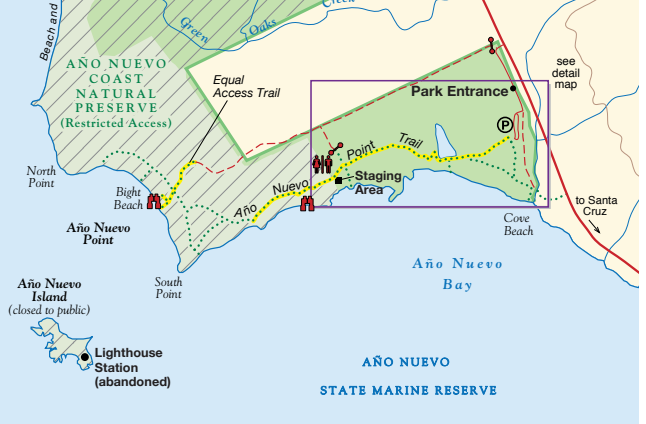 Beach and
Green
Oaks
Creek
AÑO NUEVO
COAST
NATURAL
PRESERVE
(Restricted Access)
Equal
Access Trail
see
detail
map
Park Entrance
P
Año Nuevo Point Trail
Staging
Area
North
Point
Bight
Beach
Año Nuevo
Point
to Santa
Cruz
Cove
Beach
South
Point
Año Nuevo
Bay
Año Nuevo
Island
(closed to public)
Lighthouse
Station
(abandoned)
AÑO NUEVO
STATE MARINE RESERVE